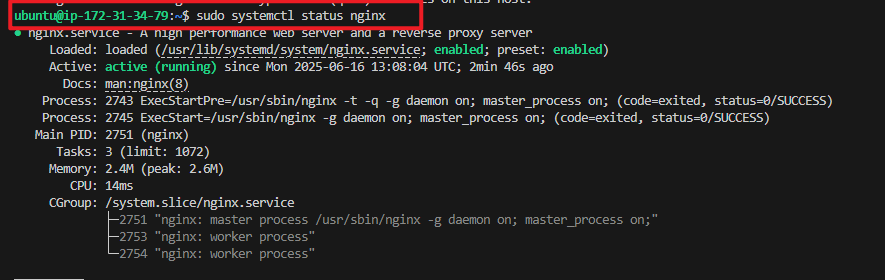 ubuntu@ip-172-31-34-79:~$ sudo systemctl status nginx
● nginx.service - A high performance web server and a reverse proxy server
Loaded: loaded (/usr/lib/systemd/system/nginx.service; enabled; preset: enabled)
Active: active (running) since Mon 2025-06-16 13:08:04 UTC; 2min 46s ago
Docs: man:nginx(8)
Process: 2743 ExecStartPre=/usr/sbin/nginx -t -q -g daemon on; master_process on; (code=exited, status=0/SUCCESS)
Process: 2745 ExecStart=/usr/sbin/nginx -g daemon on; master_process on; (code=exited, status=0/SUCCESS)
Main PID: 2751 (nginx)
Tasks: 3 (limit: 1072)
Memory: 2.4M (peak: 2.6M)
CPU: 14ms
CGroup: /system.slice/nginx.service
├─2751 "nginx: master process /usr/sbin/nginx -g daemon on; master_process on;"
├─2753 "nginx: worker process"
└─2754 "nginx: worker process"